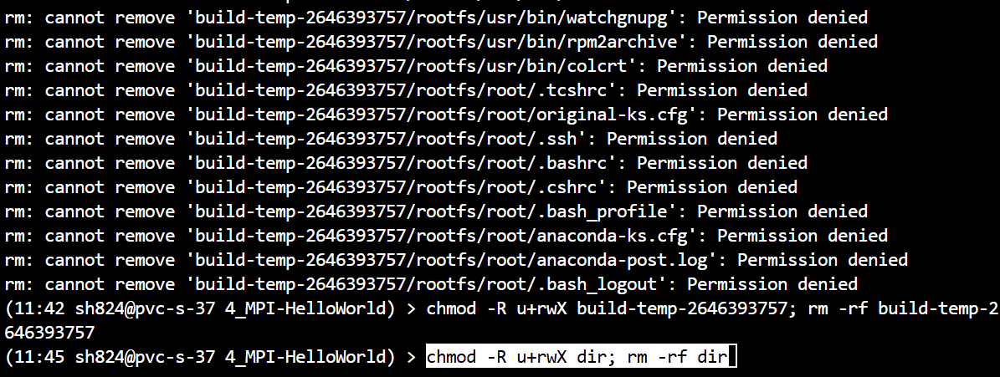 rm: cannot remove 'build-temp-2646393757/rootfs/usr/bin/watchgnupg': Permission denied
rm: cannot remove 'build-temp-2646393757/rootfs/usr/bin/rpm2archive': Permission denied
rm: cannot remove 'build-temp-2646393757/rootfs/usr/bin/colcrt': Permission denied
rm: cannot remove 'build-temp-2646393757/rootfs/root/.tcshrc': Permission denied
rm: cannot remove 'build-temp-2646393757/rootfs/root/original-ks.cfg': Permission denied
rm: cannot remove 'build-temp-2646393757/rootfs/root/.ssh': Permission denied
rm: cannot remove 'build-temp-2646393757/rootfs/root/.bashrc': Permission denied
rm: cannot remove 'build-temp-2646393757/rootfs/root/.cshrc': Permission denied
rm: cannot remove 'build-temp-2646393757/rootfs/root/.bash_profile': Permission denied
rm: cannot remove 'build-temp-2646393757/rootfs/root/anaconda-ks.cfg': Permission denied
rm: cannot remove 'build-temp-2646393757/rootfs/root/anaconda-post.log': Permission denied
rm: cannot remove 'build-temp-2646393757/rootfs/root/.bash_logout': Permission denied
(11:42 sh824@pvc-s-37 4_MPI-HelloWorld) > chmod -R u+rwX build-temp-2646393757; rm -rf build-temp-2
646393757
(11:45 sh824@pvc-s-37 4_MPI-HelloWorld) > chmod -R u+rwX dir; rm -rf dir